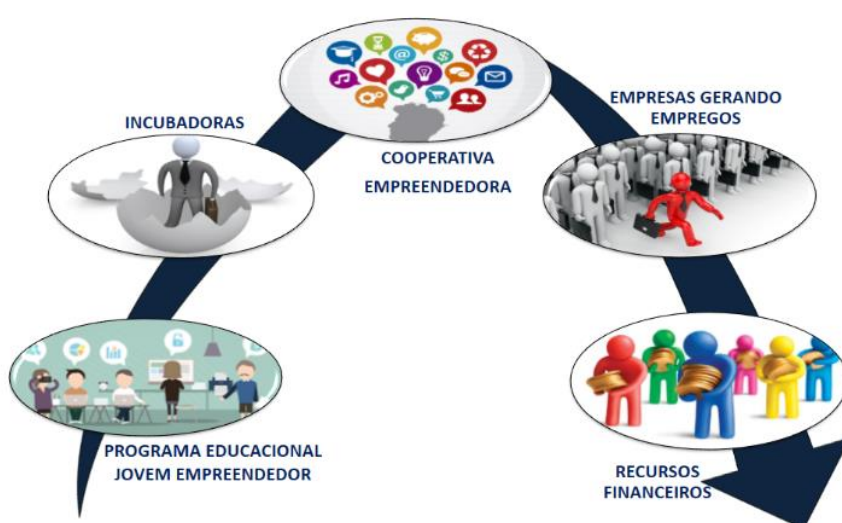 INCUBADORAS
COOPERATIVA
EMPREENDEDORA
EMPRESAS GERANDO
EMPREGOS
PROGRAMA EDUCACIONAL
JOVEM EMPREENDEDOR
RECURSOS
FINANCEIROS